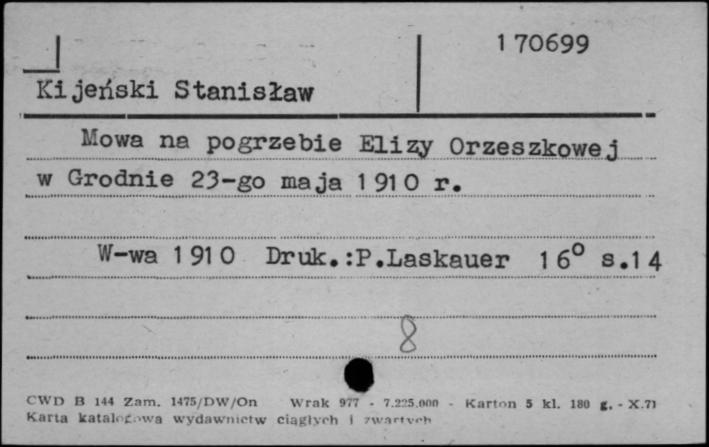 170699
Kijeński Stanisław
Mowa na pogrzebie Elizy Orzeszkowej
w Grodnie 23-go maja 1910 r.
W-wa 1910 Druk.:P.Laskauer 16° s.14
8
CWD B 144 Zam. 1475/DW/On Wrak 977 - 7.225.000 - Karton 5 kl. 180 g. - X.71
Karta katalogowa wydawnictw ciągłych i zwartych